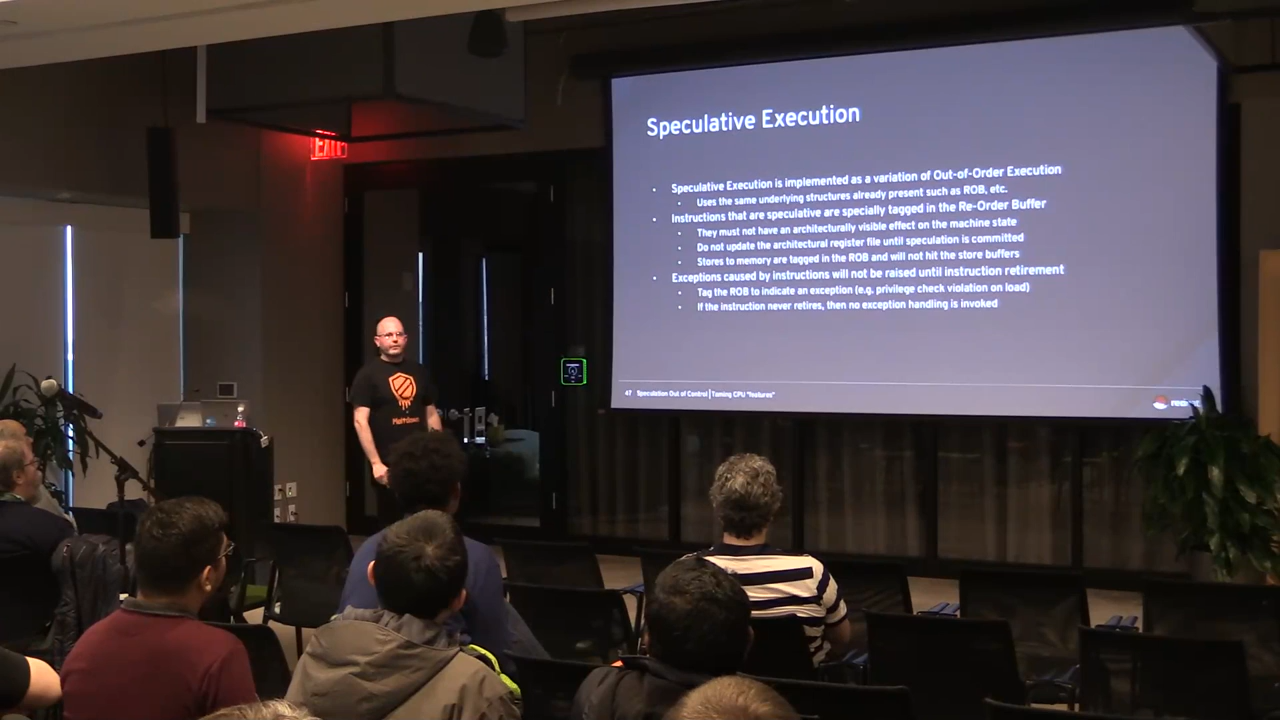 EXIT
Speculative Execution
• Speculative Execution is implemented as a variation of Out-of-Order Execution
• Uses the same underlying structures already present such as ROB, etc.
• Instructions that are speculative are specially tagged in the Re-Order Buffer
• They must not have an architecturally visible effect on the machine state
• Do not update the architectural register file until speculation is committed
• Stores to memory are tagged in the ROB and will not hit the store buffers
• Exceptions caused by instructions will not be raised until instruction retirement
• Tag the ROB to indicate an exception (e.g. privilege check violation on load)
• If the instruction never retires, then no exception handling is invoked
47 Speculation Out of Control | Taming CPU "features"